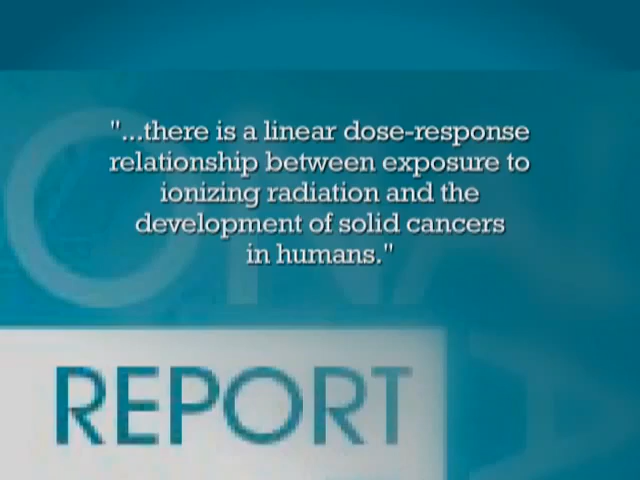 "...there is a linear dose-response
relationship between exposure to
ionizing radiation and the
development of solid cancers
in humans."
REPORT